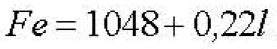 Fe = 1048 + 0,22l